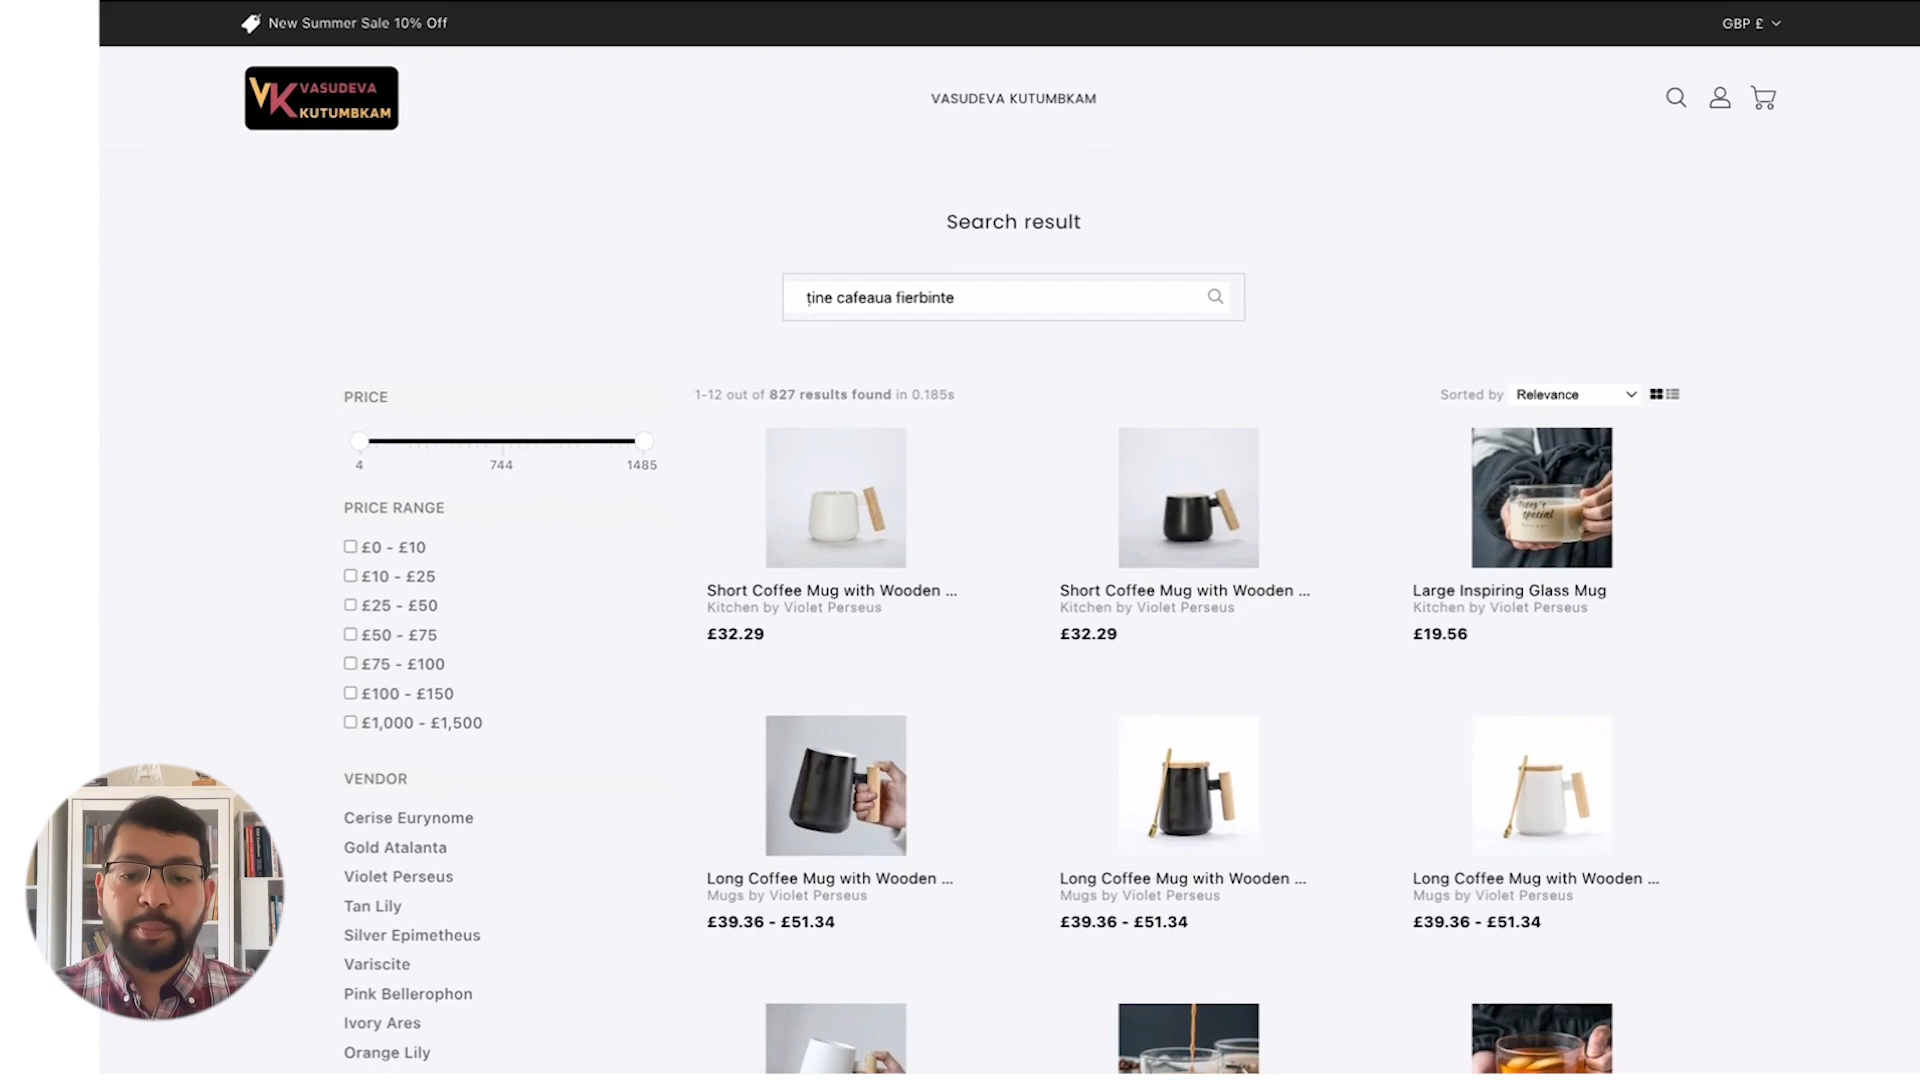 New Summer Sale 10% Off
GBP £
VK VASUDEVA
KUTUMBKAM
VASUDEVA KUTUMBKAM
Search result
ține cafeaua fierbinte
PRICE
4 744 1485
PRICE RANGE
£0 - £10
£10 - £25
£25 - £50
£50 - £75
£75 - £100
£100 - £150
£1,000 - £1,500
VENDOR
Cerise Eurynome
Gold Atalanta
Violet Perseus
Tan Lily
Silver Epimetheus
Variscite
Pink Bellerophon
Ivory Ares
Orange Lily
1-12 out of 827 results found in 0.185s
Sorted by Relevance
Short Coffee Mug with Wooden ...
Kitchen by Violet Perseus
£32.29
Short Coffee Mug with Wooden ...
Kitchen by Violet Perseus
£32.29
Today's
special
Large Inspiring Glass Mug
Kitchen by Violet Perseus
£19.56
Long Coffee Mug with Wooden ...
Mugs by Violet Perseus
£39.36 - £51.34
Long Coffee Mug with Wooden ...
Mugs by Violet Perseus
£39.36 - £51.34
Long Coffee Mug with Wooden ...
Mugs by Violet Perseus
£39.36 - £51.34